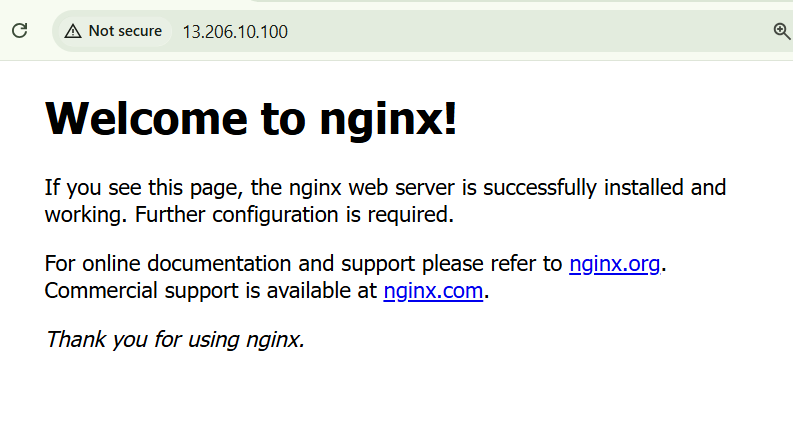 Not secure 13.206.10.100
Welcome to nginx!
If you see this page, the nginx web server is successfully installed and
working. Further configuration is required.
For online documentation and support please refer to nginx.org.
Commercial support is available at nginx.com.
Thank you for using nginx.